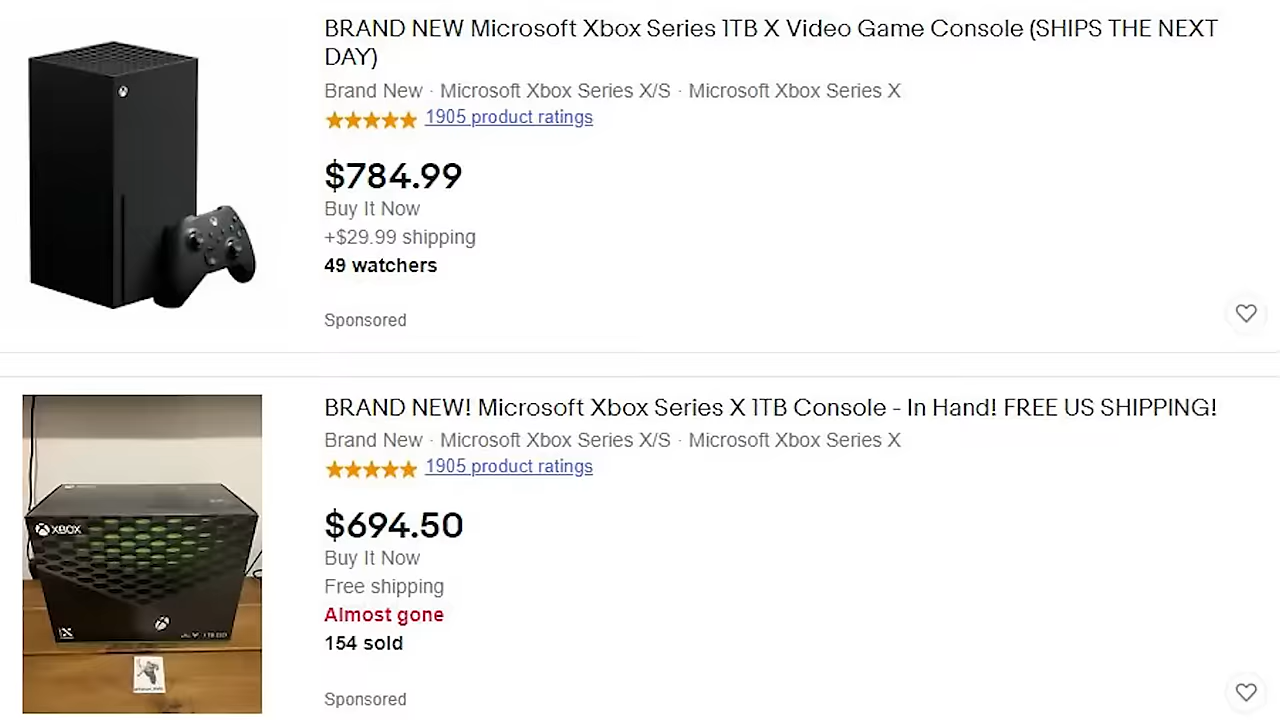 BRAND NEW Microsoft Xbox Series 1TB X Video Game Console (SHIPS THE NEXT
DAY)
Brand New · Microsoft Xbox Series X/S · Microsoft Xbox Series X
1905 product ratings
$784.99
Buy It Now
+$29.99 shipping
49 watchers
Sponsored
BRAND NEW! Microsoft Xbox Series X 1TB Console - In Hand! FREE US SHIPPING!
Brand New · Microsoft Xbox Series X/S · Microsoft Xbox Series X
1905 product ratings
XBOX
$694.50
Buy It Now
Free shipping
Almost gone
154 sold
Sponsored